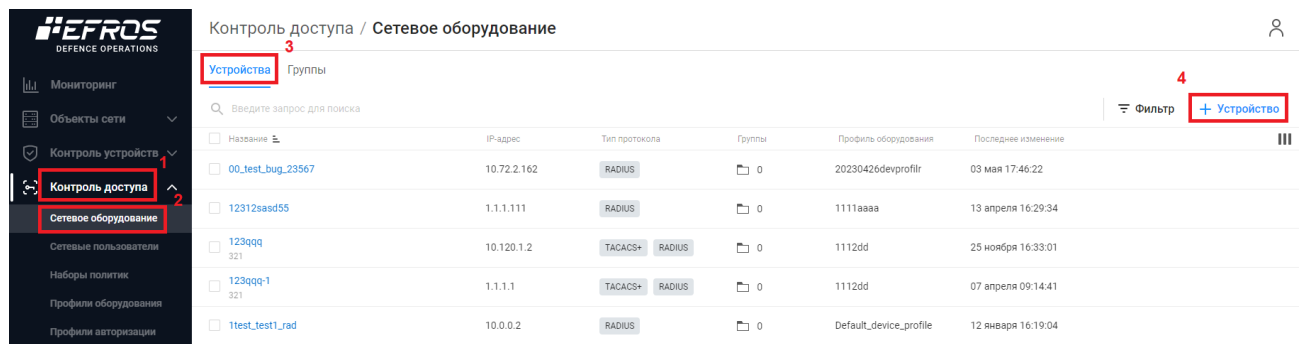 EFROS
DEFENCE OPERATIONS
Контроль доступа / Сетевое оборудование
3
Устройства Группы
4
Введите запрос для поиска
Фильтр + Устройство
Мониторинг
Объекты сети
Контроль устройств
1
Контроль доступа
2
Сетевое оборудование
Сетевые пользователи
Наборы политик
Профили оборудования
Профили авторизации
Название IP-адрес Тип протокола Группы Профиль оборудования Последнее изменение
00_test_bug_23567 10.72.2.162 RADIUS 0 20230426devprofilr 03 мая 17:46:22
12312sasd55 1.1.1.111 RADIUS 0 1111aaaa 13 апреля 16:29:34
123qqq 10.120.1.2 TACACS+ RADIUS 0 1112dd 25 ноября 16:33:01
321
123qqq-1 1.1.1.1 TACACS+ RADIUS 0 1112dd 07 апреля 09:14:41
321
1test_test1_rad 10.0.0.2 RADIUS 0 Default_device_profile 12 января 16:19:04